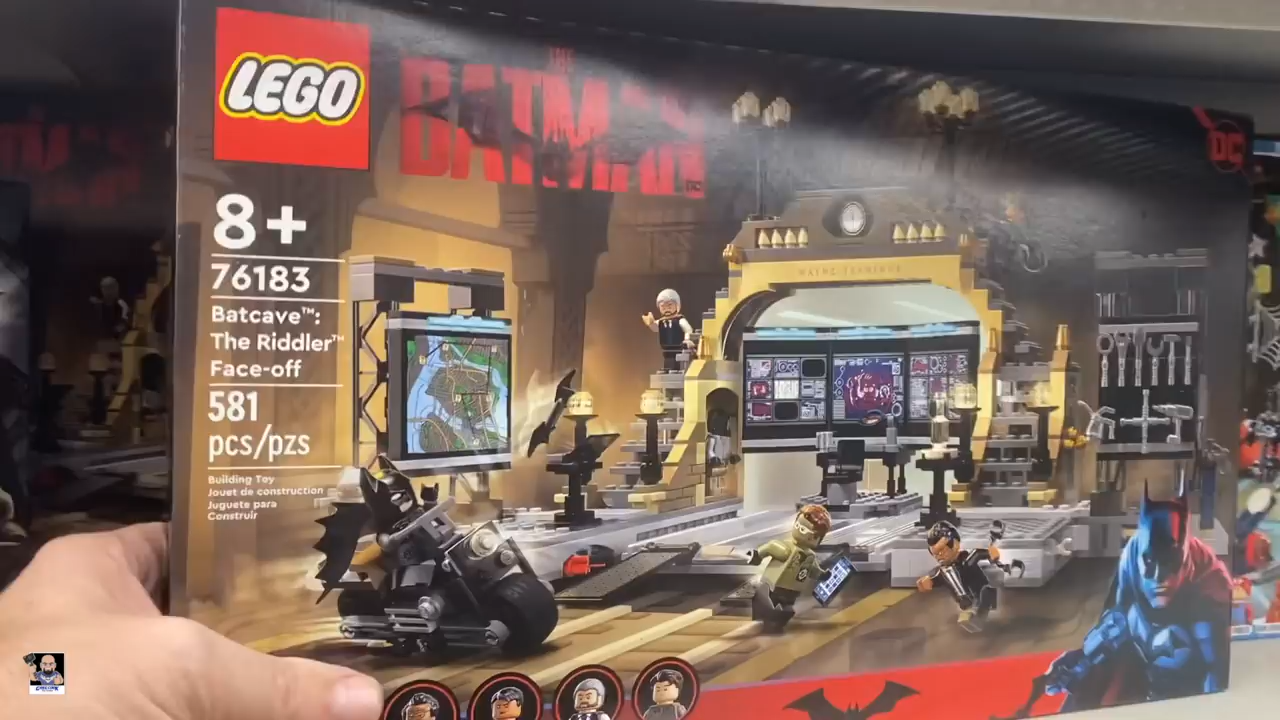 LEGO
THE
BATMAN
DC
8+
76183
Batcave™:
The Riddler™
Face-off
581
pcs/pzs
Building Toy
Jouet de construction
Juguete para
Construir
WAYNE TERMINUS